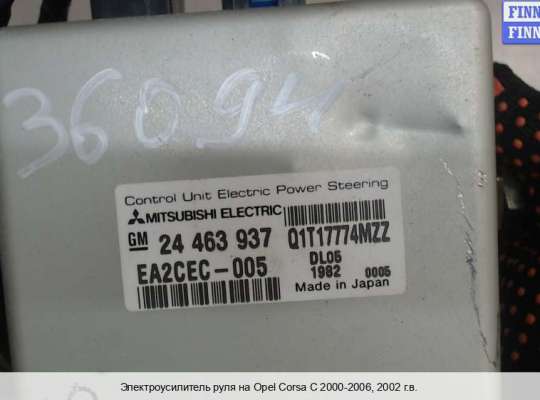 FINN
FINN
360 94
Control Unit Electric Power Steering
MITSUBISHI ELECTRIC
GM 24 463 937 Q1T17774MZZ
EA2CEC-005 DL05
1982 0005
Made in Japan
Электроусилитель руля на Opel Corsa C 2000-2006, 2002 г.в.